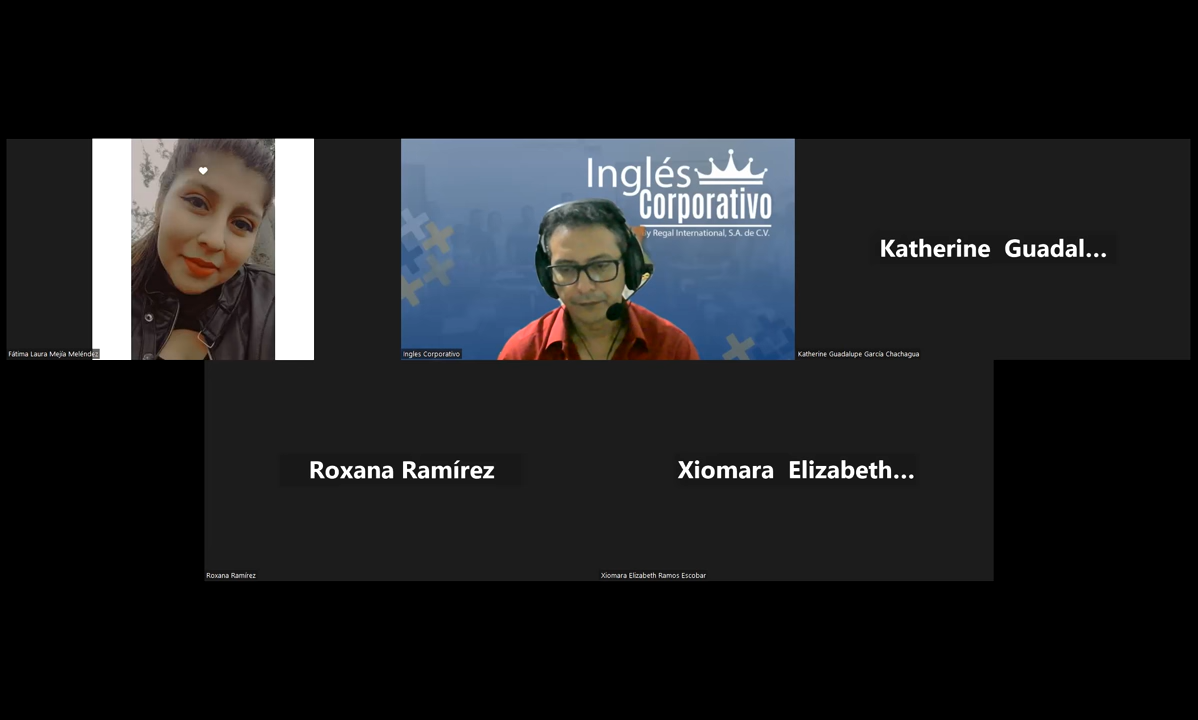 Inglés
Corporativo
y Regal International, S.A. de C.V.
Katherine Guadal...
Fátima Laura Mejía Meléndez
Ingles Corporativo
Katherine Guadalupe García Chachagua
Roxana Ramírez
Xiomara Elizabeth...
Roxana Ramírez
Xiomara Elizabeth Ramos Escobar